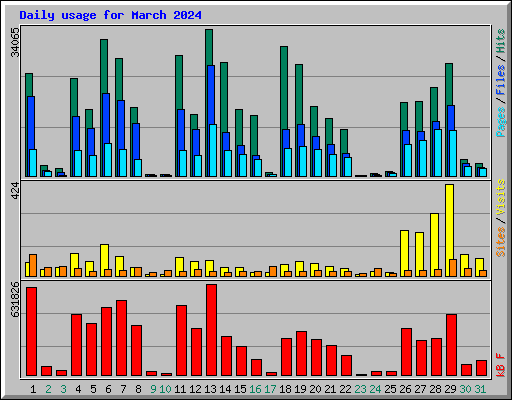 Daily usage for March 2024
34065
Pages / Files / Hits
424
Sites / Visits
631826
kB F
1 2 3 4 5 6 7 8 9 10 11 12 13 14 15 16 17 18 19 20 21 22 23 24 25 26 27 28 29 30 31